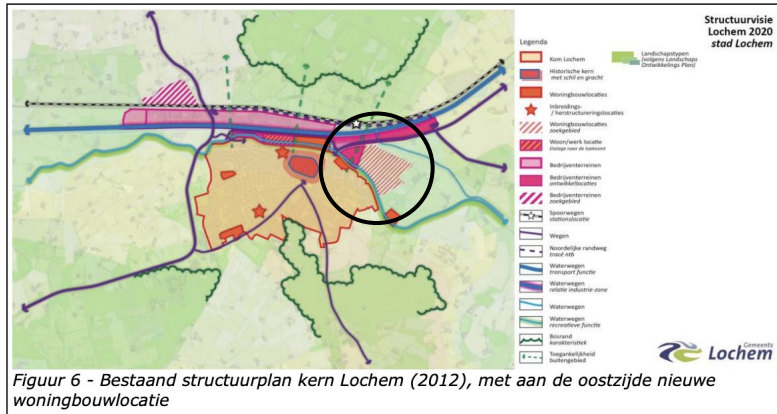 Structuurvisie
Lochem 2020
stad Lochem
Legenda
Kom Lochem
Historische kern
met schil en gracht
Woningbouwlocaties
Inbreidings-
/ herstructureringslocaties
Woningbouwlocaties
zoekgebied
Woon/werk locatie
Bedrijventerreinen
Bedrijventerreinen
ontwikkellocaties
Bedrijventerreinen
zoekgebied
Spoorwegen
stationslocatie
Wegen
Noordelijke randweg
tracé ntb
Waterwegen
transport functie
Waterwegen
relatie industrie-zone
Waterwegen
Waterwegen
recreatieve functie
Bosrand
karakteristiek
Toegankelijkheid
buitengebied
Landschapstypen
(volgens Landschaps
Ontwikkelings Plan)
Gemeente
Lochem
Figuur 6 - Bestaand structuurplan kern Lochem (2012), met aan de oostzijde nieuwe
woningbouwlocatie